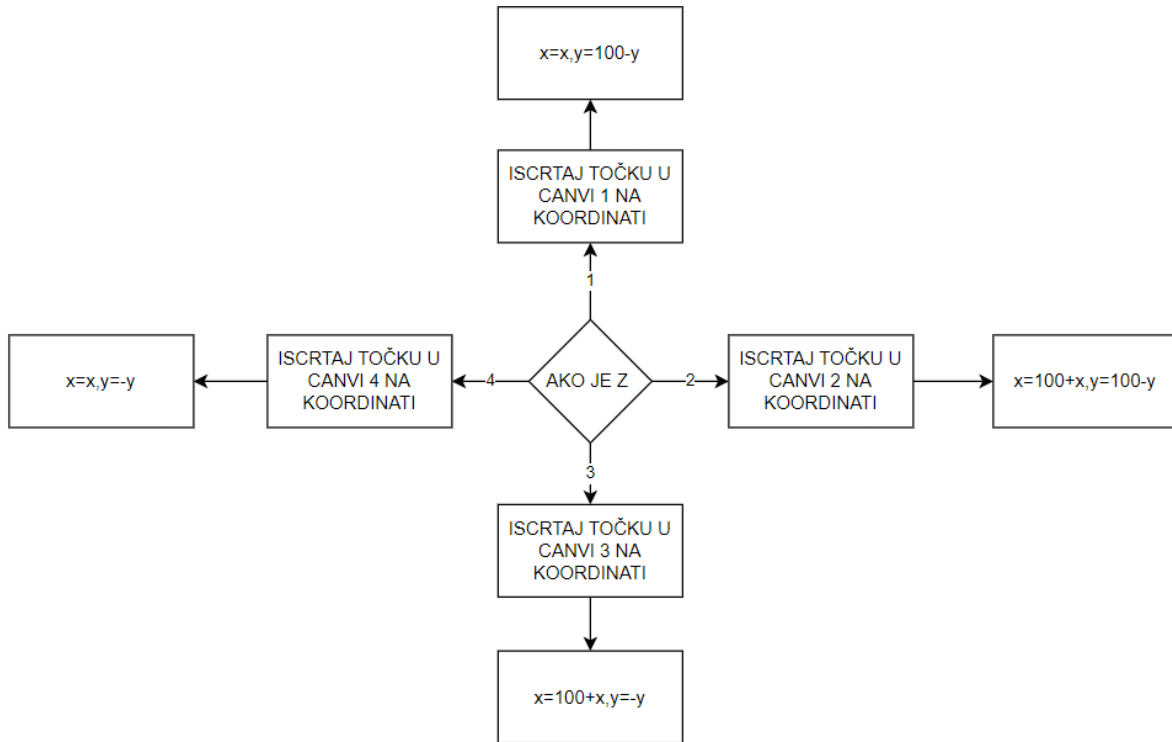 x=x,y=100-y
ISCRTAJ TOČKU U
CANVI 1 NA
KOORDINATI
1
x=x,y=-y
ISCRTAJ TOČKU U
CANVI 4 NA
KOORDINATI
4
AKO JE Z
2
ISCRTAJ TOČKU U
CANVI 2 NA
KOORDINATI
x=100+x,y=100-y
3
ISCRTAJ TOČKU U
CANVI 3 NA
KOORDINATI
x=100+x,y=-y